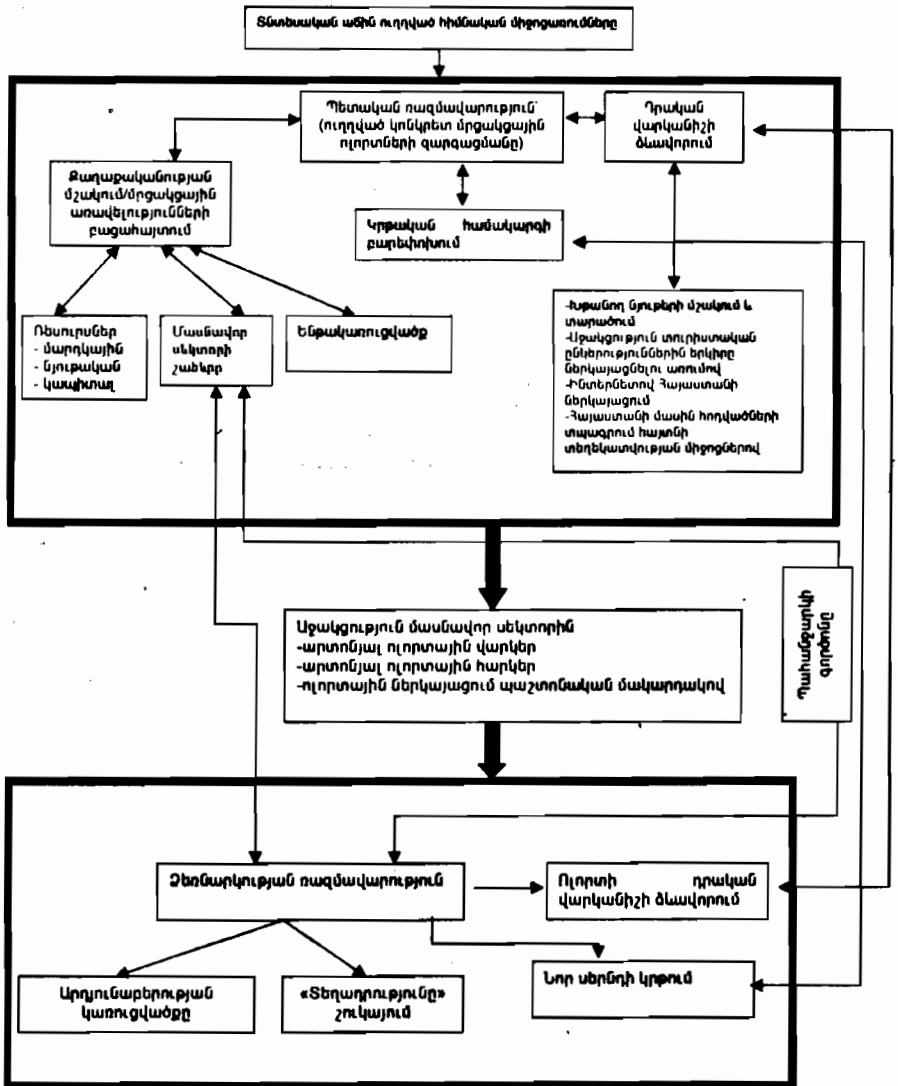 Տնտեսական աճին ուղղված հիմնական միջոցառումները
Պետական ռազմավարություն՝
(ուղղված կոնկրետ մրցակցային
ոլորտների զարգացմանը)
Դրական
վարկանիշի
ձևավորում
Քաղաքականության
մշակում/մրցակցային
առավելությունների
բացահայտում
Կրթական համակարգի
բարեփոխում
Ռեսուրսներ
- մարդկային
- նյութական
- կապիտալ
Մասնավոր
սեկտորի
շահերը
Ենթակառուցվածք
-Խթանող նյութերի մշակում և
տարածում
-Աջակցություն տուրիստական
ընկերություններին երկիրը
ներկայացնելու առումով
-Ինտերնետով Հայաստանի
ներկայացում
-Հայաստանի մասին հոդվածների
տպագրում հայտնի
տեղեկատվության միջոցներով
Պահանջարկի
գործոնը
Աջակցություն մասնավոր սեկտորին
-արտոնյալ ոլորտային վարկեր
-արտոնյալ ոլորտային հարկեր
-ոլորտային ներկայացում պաշտոնական մակարդակով
Ձեռնարկության ռազմավարություն
Ոլորտի դրական
վարկանիշի ձևավորում
Արդյունաբերության
կառուցվածքը
«Տեղադրությունը»
շուկայում
Նոր սերնդի կրթում